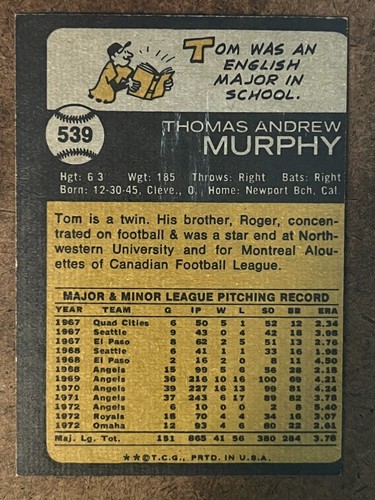 TOM WAS AN
ENGLISH
MAJOR IN
SCHOOL.
539
THOMAS ANDREW
MURPHY
Hgt: 6 3 Wgt: 185 Throws: Right Bats: Right
Born: 12-30-45, Cleve., O. Home: Newport Bch, Cal.
Tom is a twin. His brother, Roger, concen-
trated on football & was a star end at North-
western University and for Montreal Alou-
ettes of Canadian Football League.
MAJOR & MINOR LEAGUE PITCHING RECORD
YEAR TEAM G IP W L SO BB ERA
1967 Quad Cities 6 50 5 1 52 12 2.34
1967 Seattle 9 43 0 4 42 18 3.98
1967 El Paso 8 62 2 5 51 13 2.76
1968 Seattle 6 41 1 1 33 16 1.98
1968 El Paso 2 16 2 0 8 11 4.50
1968 Angels 15 99 5 6 56 28 2.18
1969 Angels 36 216 10 16 100 69 4.21
1970 Angels 39 227 16 13 99 81 4.24
1971 Angels 37 243 6 17 89 82 3.78
1972 Angels 6 10 0 0 2 8 5.40
1972 Royals 18 70 4 4 34 16 3.07
1972 Omaha 12 93 4 6 80 22 2.61
Maj. Lg. Tot. 151 865 41 56 380 284 3.76
**©T.C.G., PRTD. IN U.S.A.